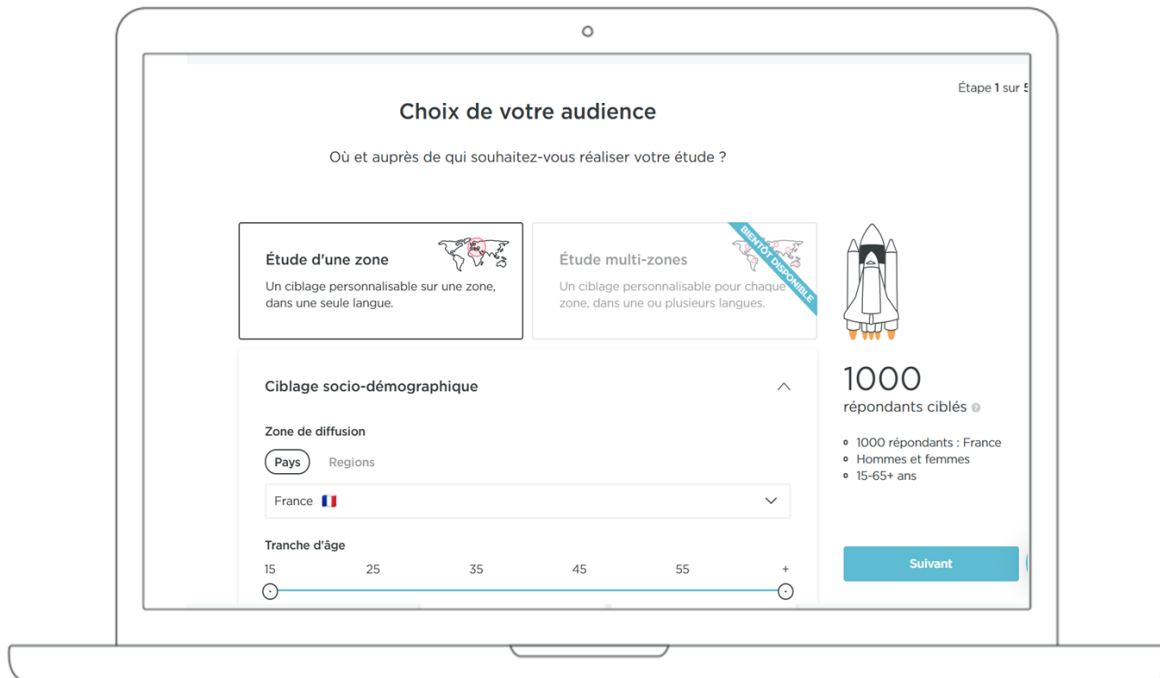 Étape 1 sur 5
Choix de votre audience
Où et auprès de qui souhaitez-vous réaliser votre étude ?
Étude d'une zone
Un ciblage personnalisable sur une zone,
dans une seule langue.
Étude multi-zones
Un ciblage personnalisable pour chaque
zone, dans une ou plusieurs langues.
BIENTÔT DISPONIBLE
Ciblage socio-démographique
Zone de diffusion
Pays Regions
France
Tranche d'âge
15 25 35 45 55 +
1000
répondants ciblés ?
1000 répondants : France
Hommes et femmes
15-65+ ans
Suivant